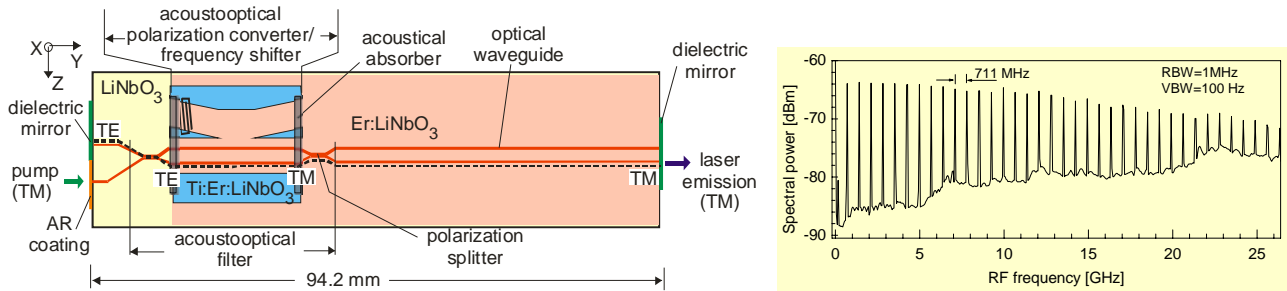 acoustooptical
polarization converter/
frequency shifter
acoustical
absorber
optical
waveguide
dielectric
mirror
X
Y
Z
LiNbO3
dielectric
mirror
TE
Er:LiNbO3
pump
(TM)
TE
TM
TM
laser
emission
(TM)
Ti:Er:LiNbO3
AR
coating
acoustooptical
filter
polarization
splitter
94.2 mm
Spectral power [dBm]
-60
-70
-80
-90
711 MHz
RBW=1MHz
VBW=100 Hz
0 5 10 15 20 25
RF frequency [GHz]